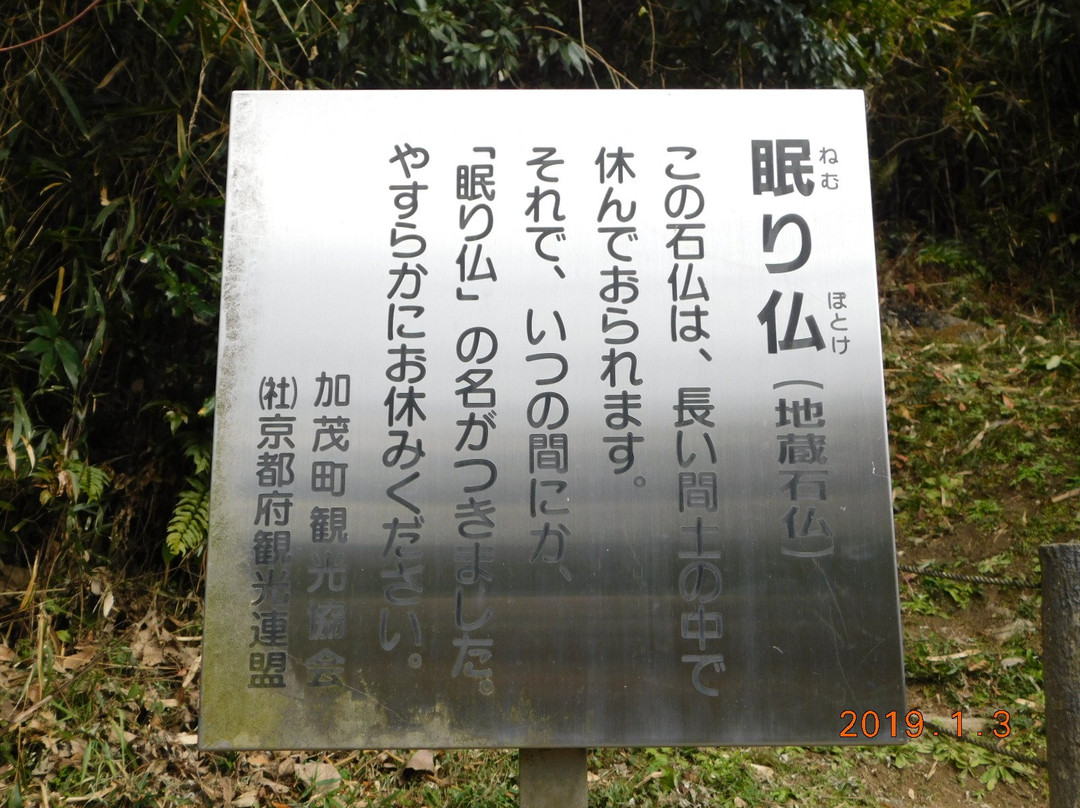 眠り仏（地蔵石仏）
ねむ ぼとけ
この石仏は、長い間土の中で
休んでおられます。
それで、いつの間にか、
「眠り仏」の名がつきました。
やすらかにお休みください。
加茂町観光協会
㈳京都府観光連盟
2019. 1. 3